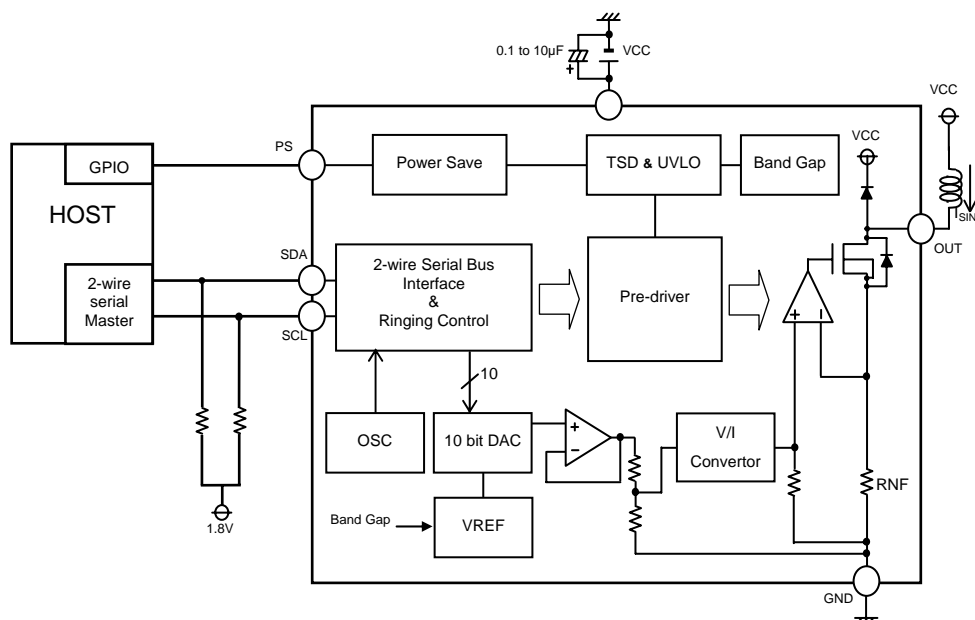 0.1 to 10µF
+
VCC
VCC
VCC
PS
GPIO
Power Save
TSD & UVLO
Band Gap
HOST
SIN
OUT
SDA
2-wire
serial
Master
2-wire Serial Bus
Interface
&
Ringing Control
Pre-driver
SCL
+
–
10
OSC
10 bit DAC
+
–
V/I
Convertor
RNF
1.8V
Band Gap
VREF
GND